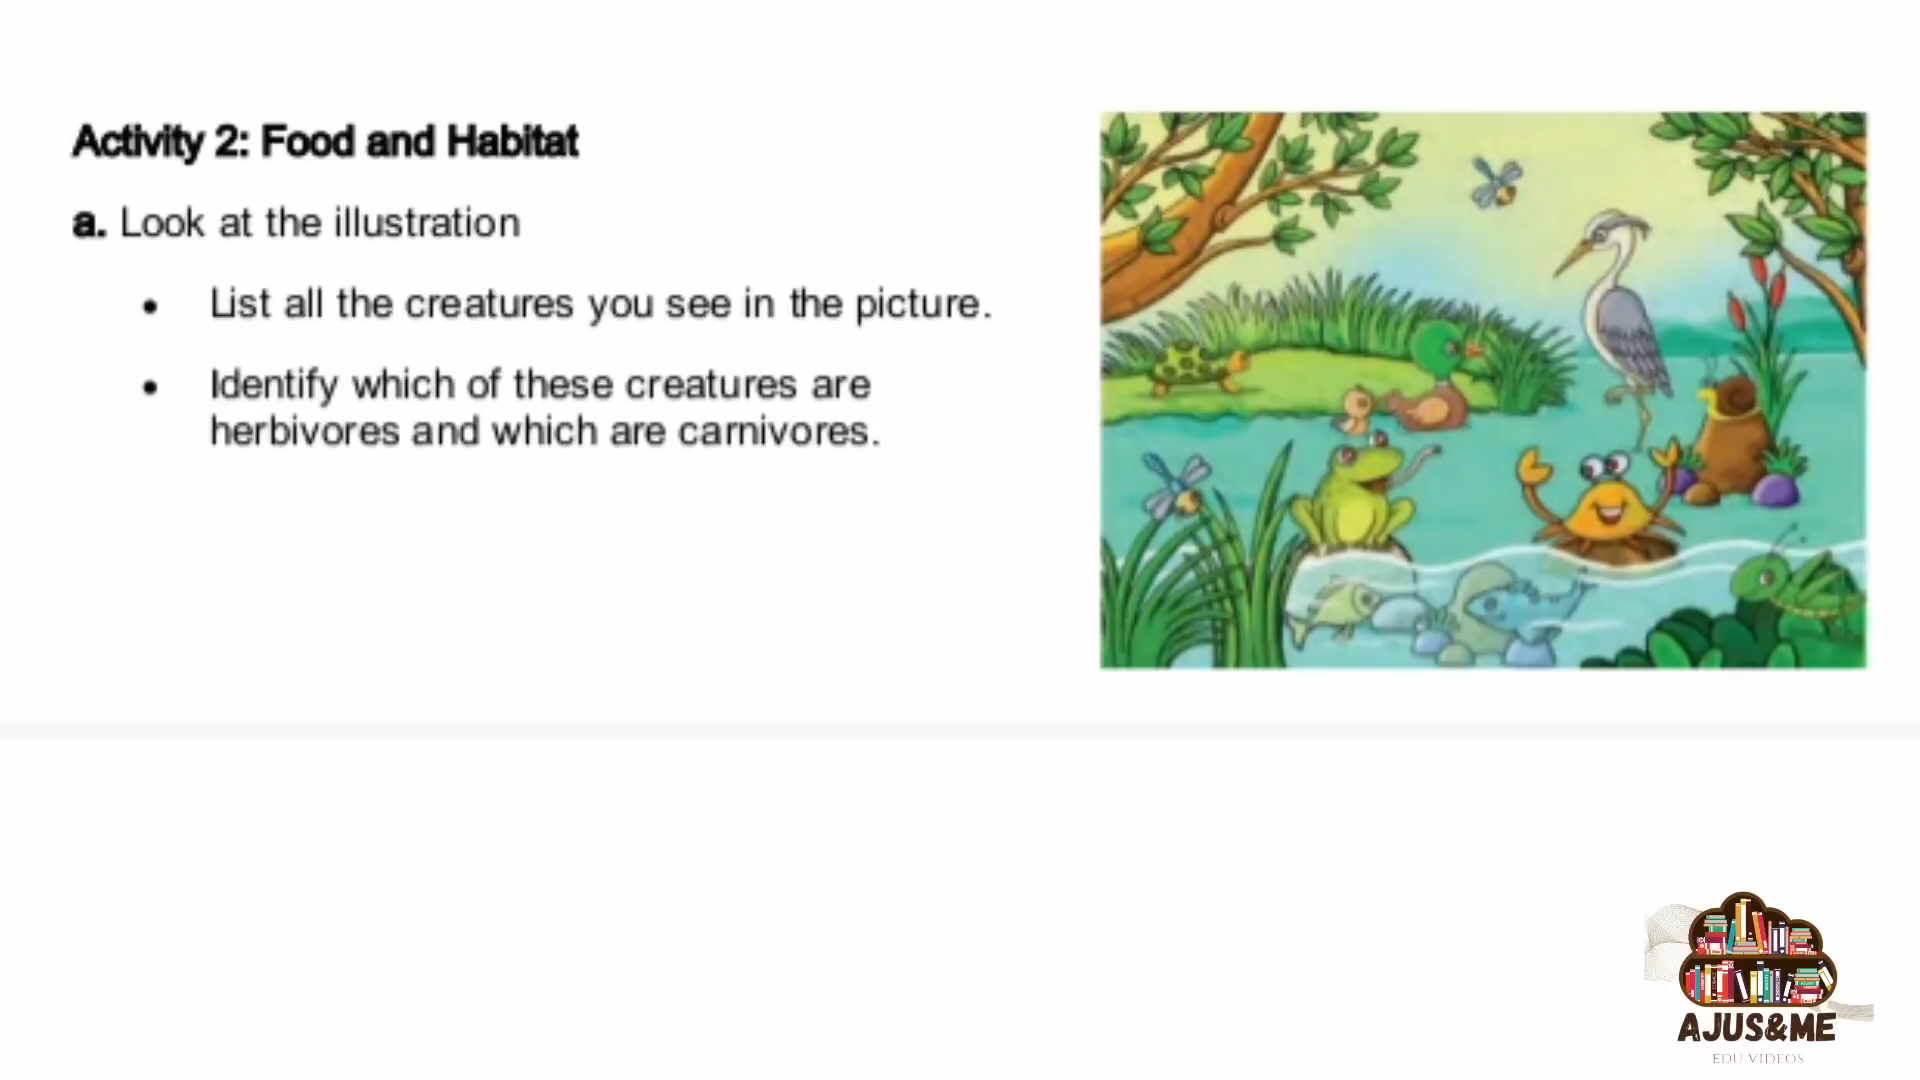 Activity 2: Food and Habitat
a. Look at the illustration
• List all the creatures you see in the picture.
• Identify which of these creatures are
herbivores and which are carnivores.
AJUS&ME
EDU VIDEOS